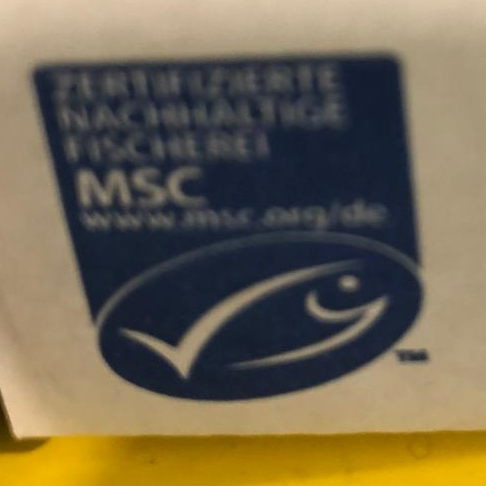 ZERTIFIZIERTE
NACHHALTIGE
FISCHEREI
MSC
www.msc.org/de
TM